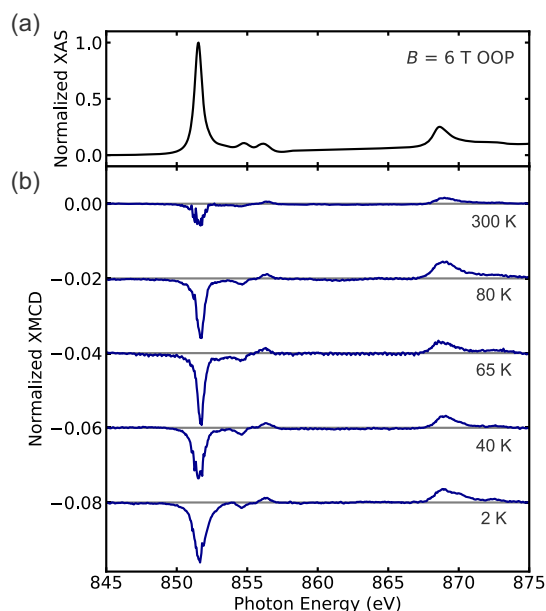 (a)
1.0
0.5
0.0
Normalized XAS
B = 6 T OOP
(b)
0.00
−0.02
−0.04
−0.06
−0.08
Normalized XMCD
300 K
80 K
65 K
40 K
2 K
845 850 855 860 865 870 875
Photon Energy (eV)